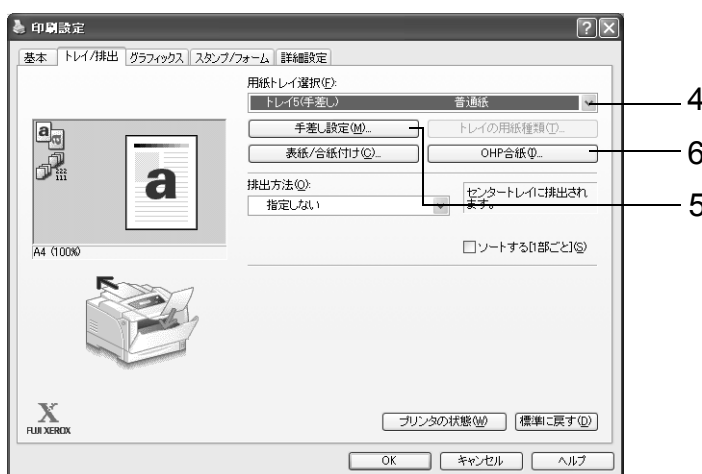 印刷設定
基本 トレイ/排出 グラフィックス スタンプ/フォーム 詳細設定
用紙トレイ選択(F):
トレイ5(手差し) 普通紙
4
手差し設定(M)... トレイの用紙種類(T)...
表紙/合紙付け(C)... OHP合紙(I)...
6
排出方法(O):
指定しない
センタートレイに排出され
ます。
5
A4 (100%)
ソートする[1部ごと](S)
a
a
a
222
111
FUJI XEROX
プリンタの状態(W) 標準に戻す(D)
OK キャンセル ヘルプ